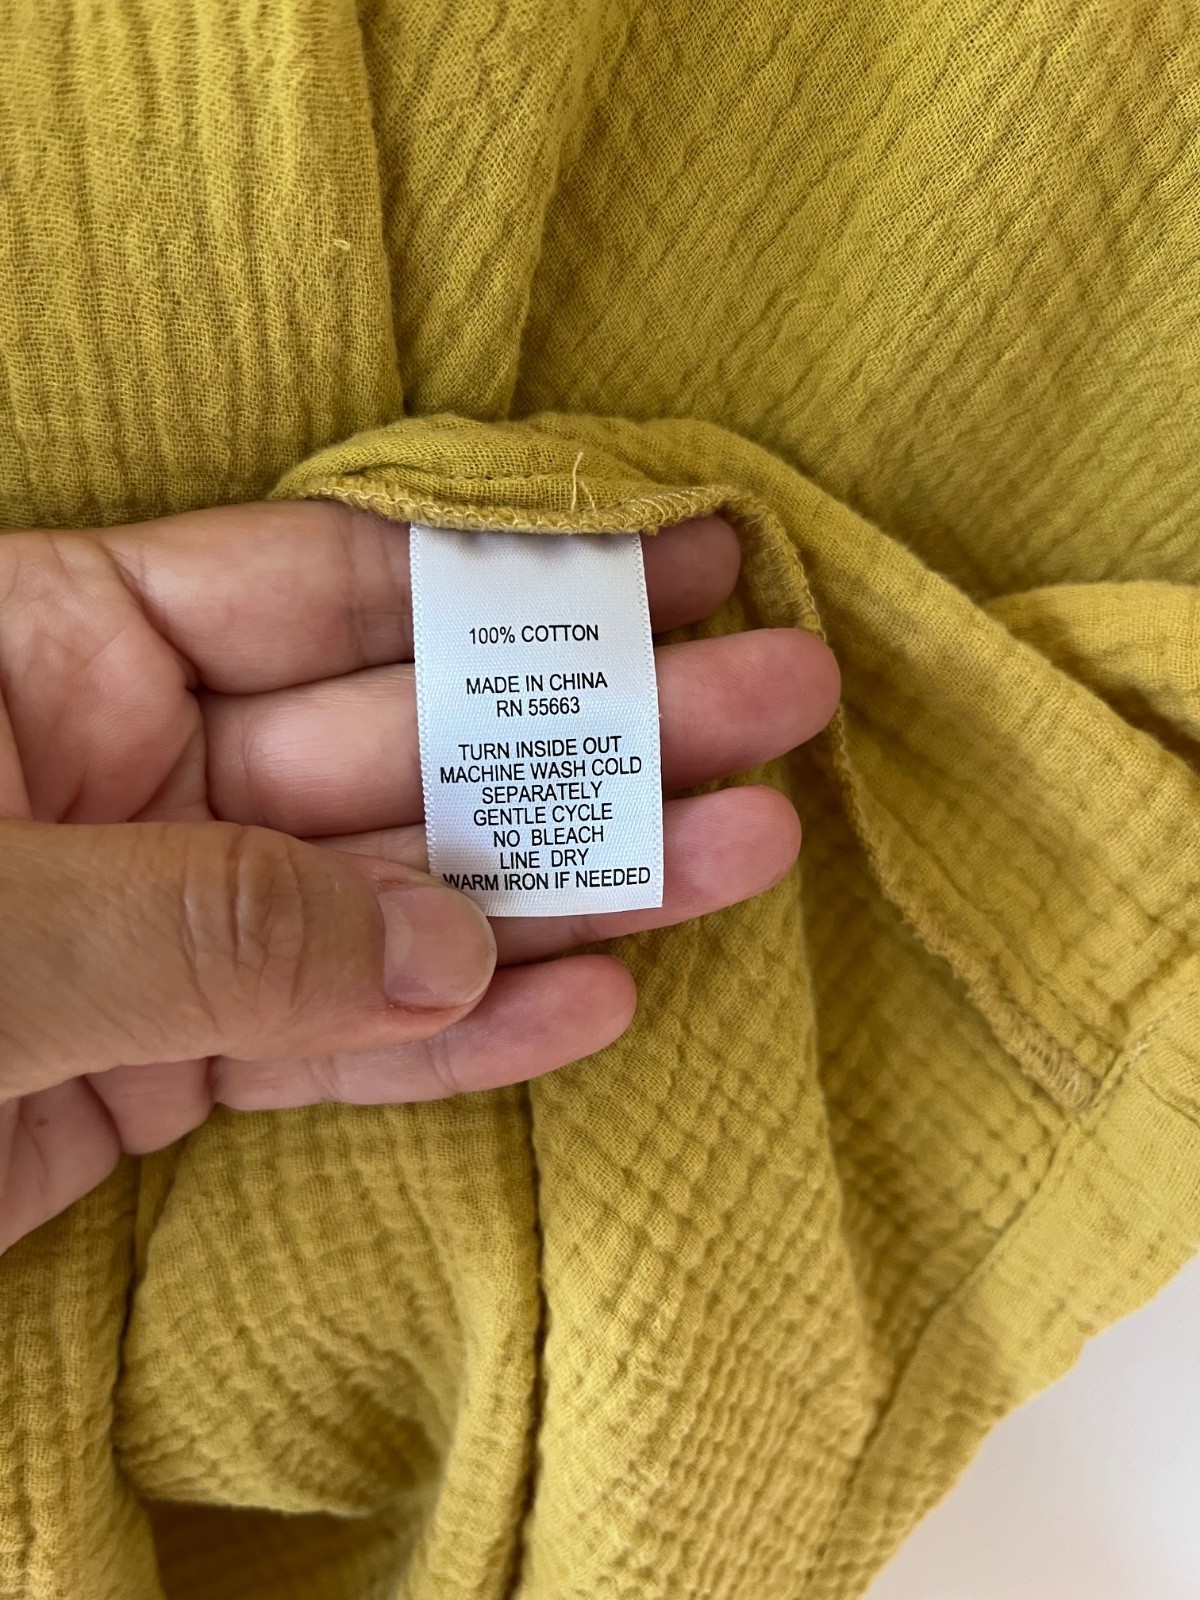 100% COTTON
MADE IN CHINA
RN 55663
TURN INSIDE OUT
MACHINE WASH COLD
SEPARATELY
GENTLE CYCLE
NO BLEACH
LINE DRY
WARM IRON IF NEEDED